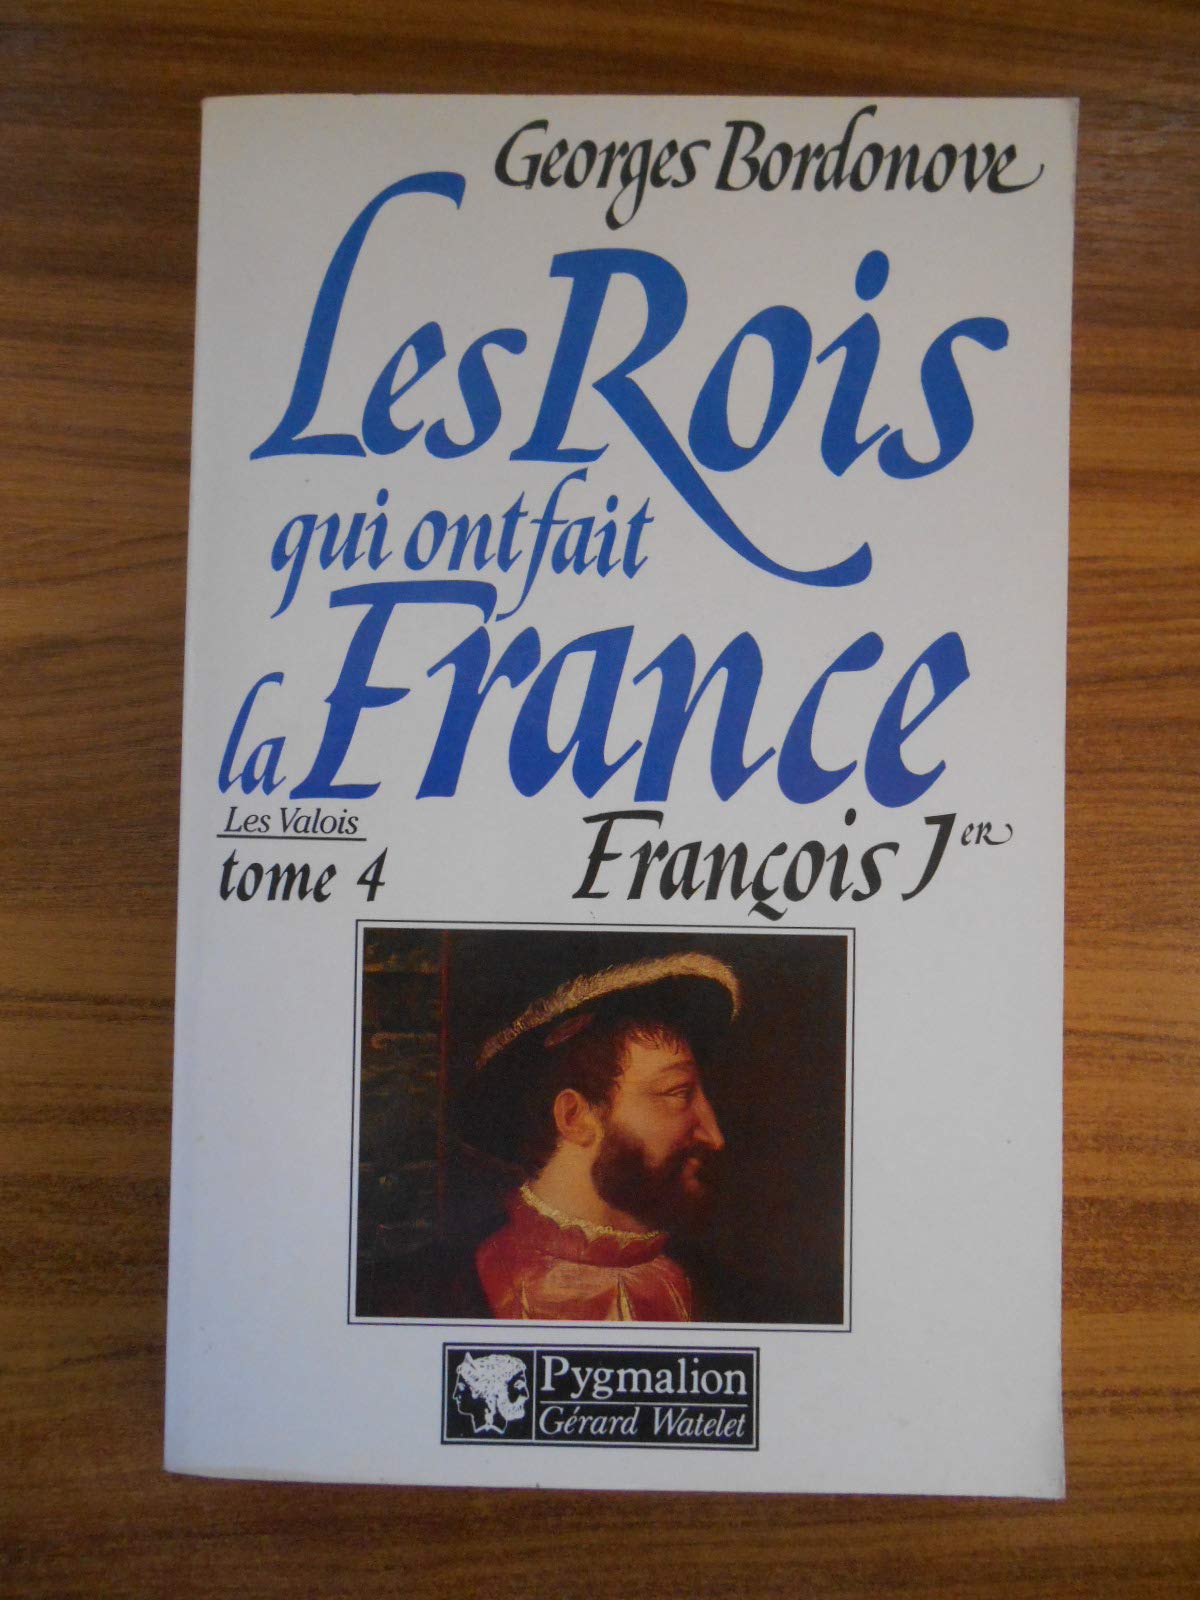 Georges Bordonove
Les Rois
qui ont fait
la France
Les Valois
tome 4
François Ier
Pygmalion
Gérard Watelet